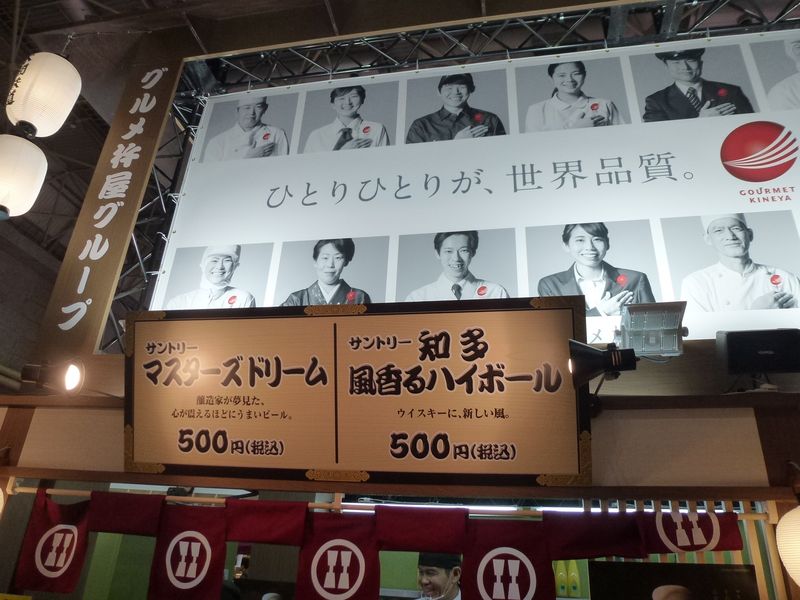 グルメ杵屋グループ
ひとりひとりが、世界品質。
GOURMET
KINEYA
サントリー
マスターズドリーム
醸造家が夢見た、
心が震えるほどにうまいビール。
500円(税込)
サントリー 知多
風香るハイボール
ウイスキーに、新しい風。
500円(税込)